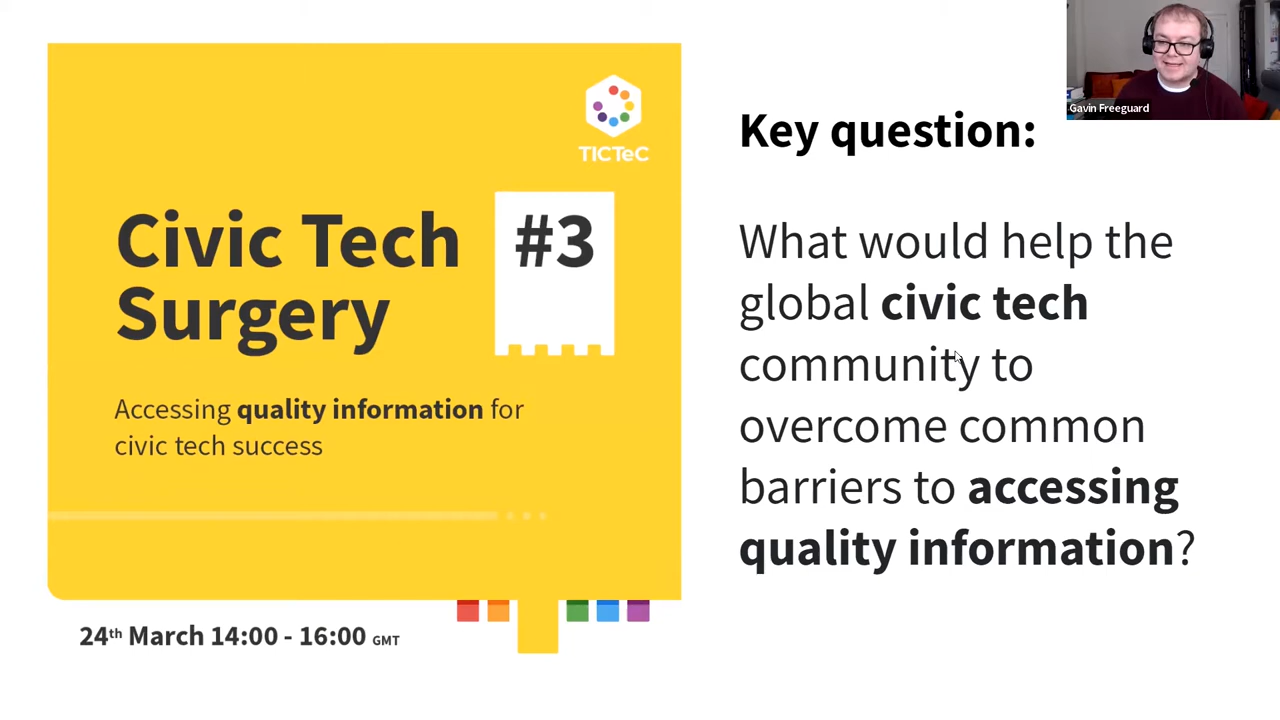 TICTeC
Civic Tech
Surgery
#3
Accessing quality information for
civic tech success
24th March 14:00 - 16:00 GMT
Key question:
What would help the
global civic tech
community to
overcome common
barriers to accessing
quality information?
Gavin Freeguard